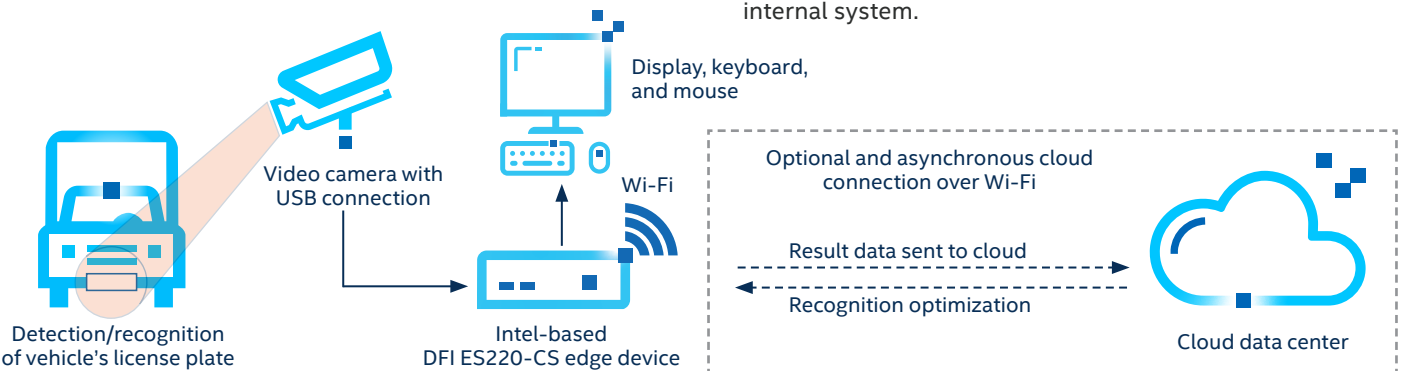 internal system.
Display, keyboard,
and mouse
Video camera with
USB connection
Wi-Fi
Optional and asynchronous cloud
connection over Wi-Fi
Result data sent to cloud
Recognition optimization
Detection/recognition
of vehicle’s license plate
Intel-based
DFI ES220-CS edge device
Cloud data center